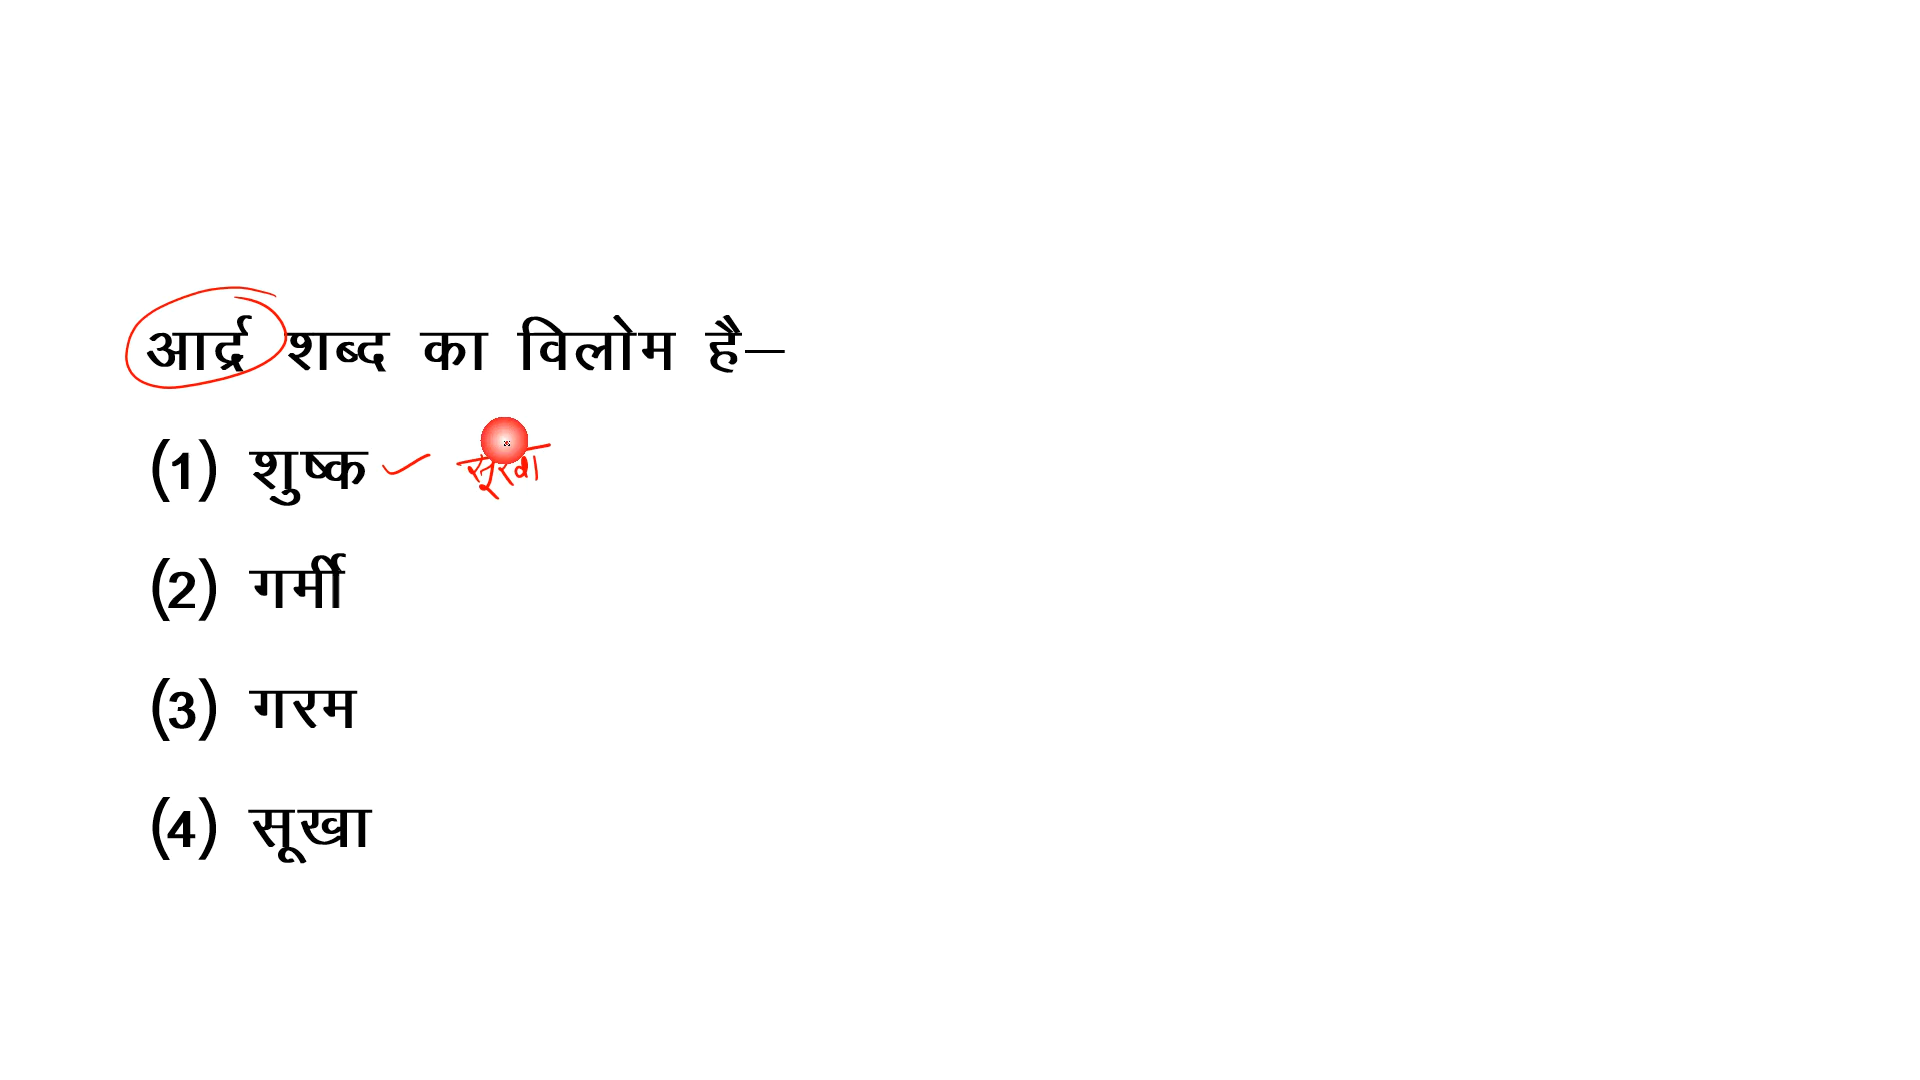 आर्द्र शब्द का विलोम है—
(1) शुष्क सूखा
(2) गर्मी
(3) गरम
(4) सूखा